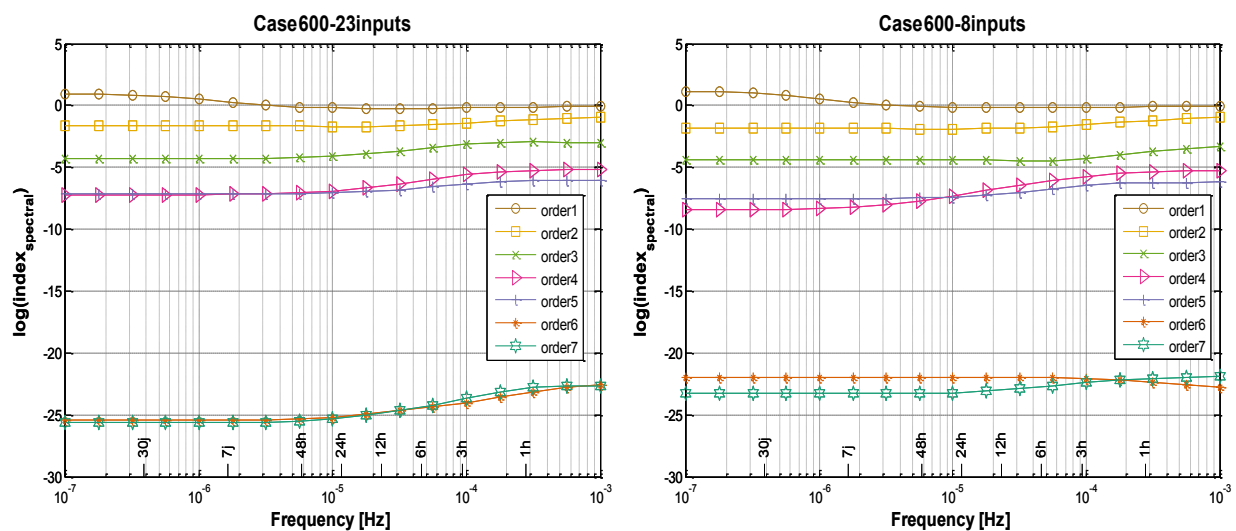 Case600-23inputs
5
0
-5
-10
-15
-20
-25
-30
log(index_spectral)
order1
order2
order3
order4
order5
order6
order7
30j 7j 48h 24h 12h 6h 3h 1h
10^-7 10^-6 10^-5 10^-4 10^-3
Frequency [Hz]
Case600-8inputs
5
0
-5
-10
-15
-20
-25
-30
log(index_spectral)
order1
order2
order3
order4
order5
order6
order7
30j 7j 48h 24h 12h 6h 3h 1h
10^-7 10^-6 10^-5 10^-4 10^-3
Frequency [Hz]